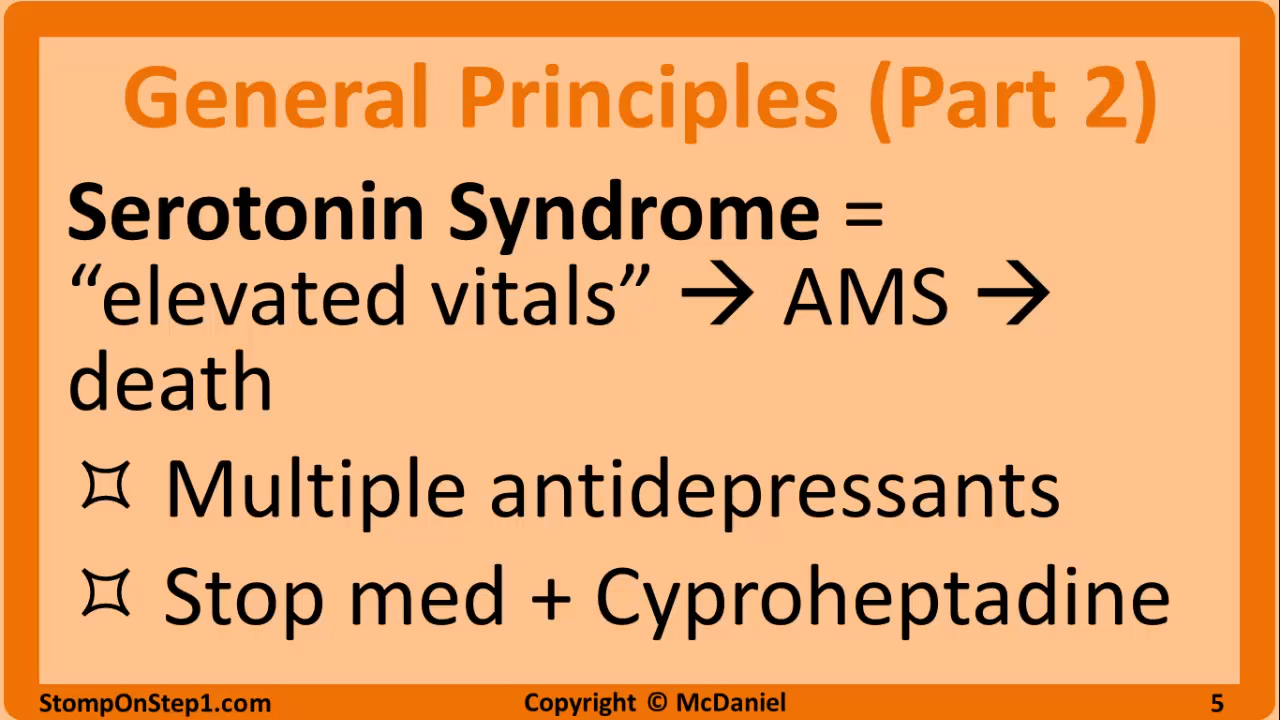 General Principles (Part 2)
Serotonin Syndrome =
“elevated vitals” → AMS →
death
¤ Multiple antidepressants
¤ Stop med + Cyproheptadine
StompOnStep1.com
Copyright © McDaniel
5